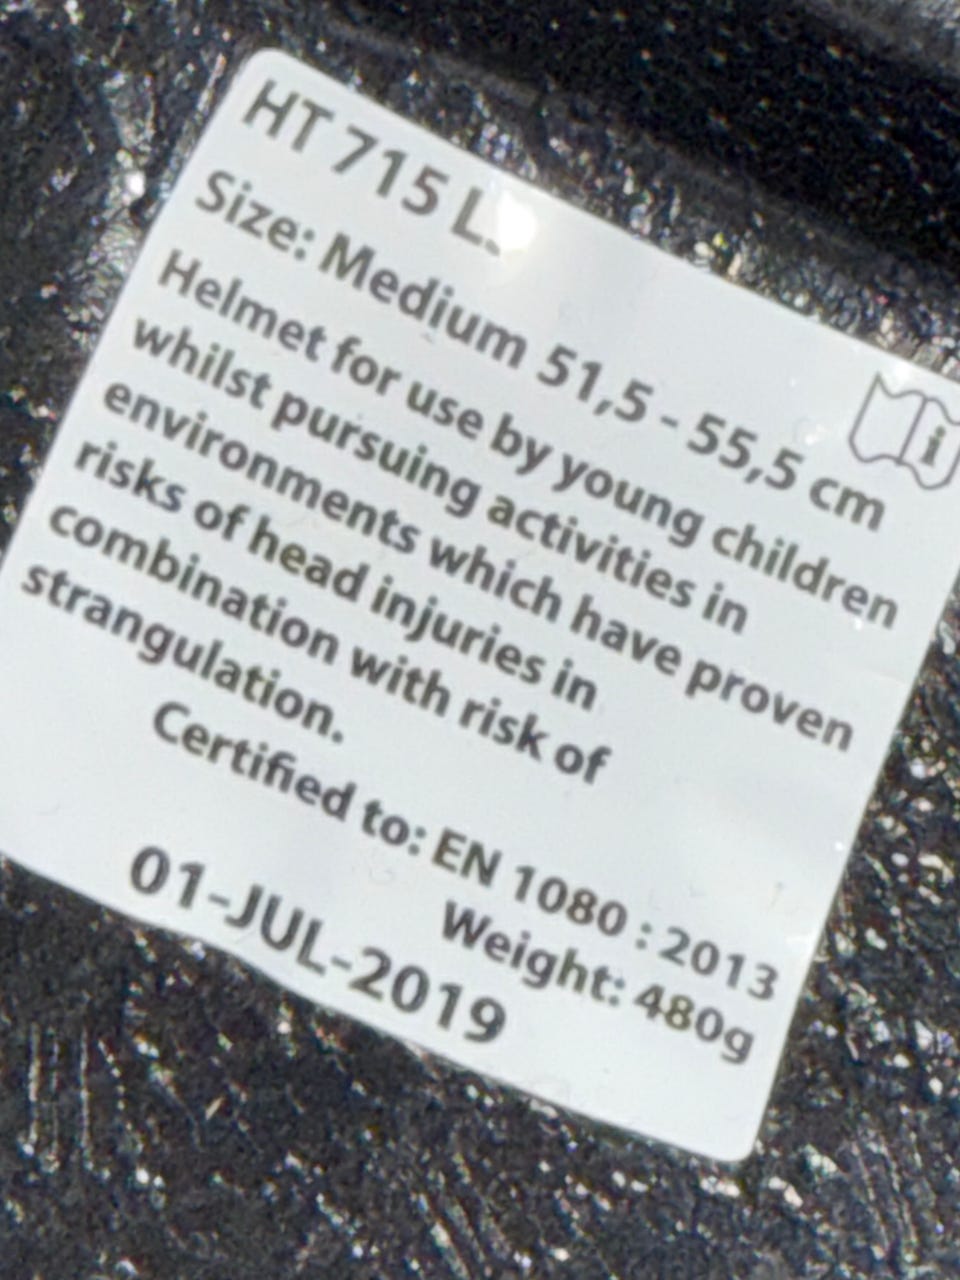 HT 715
Size: Medium 51,5 - 55,5 cm
i
Helmet for use by young children
whilst pursuing activities in
environments which have proven
risks of head injuries in
combination with risk of
strangulation.
Certified to: EN 1080 : 2013
Weight: 480g
01-JUL-2019